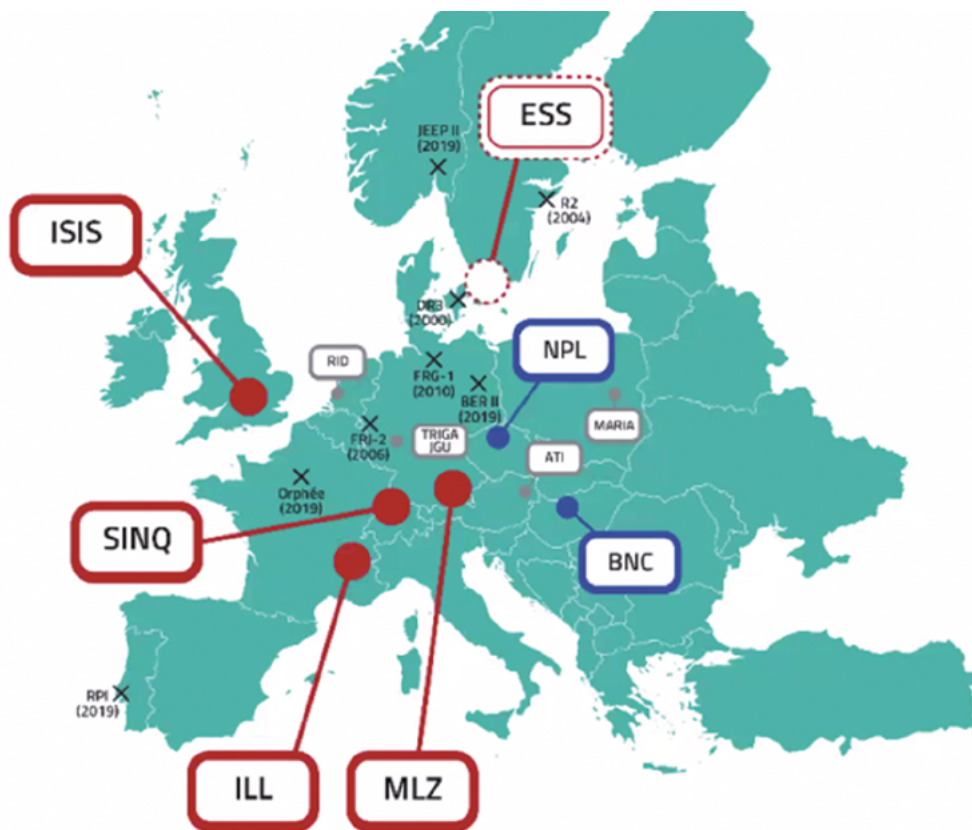 ESS
JEEP II
(2019)
R2
(2004)
ISIS
DR3
(2000)
NPL
RID
FRG-1
(2010)
BER II
(2019)
MARIA
FRJ-2
(2006)
TRIGA
JGU
ATI
Orphée
(2019)
SINQ
BNC
RPI
(2019)
ILL
MLZ